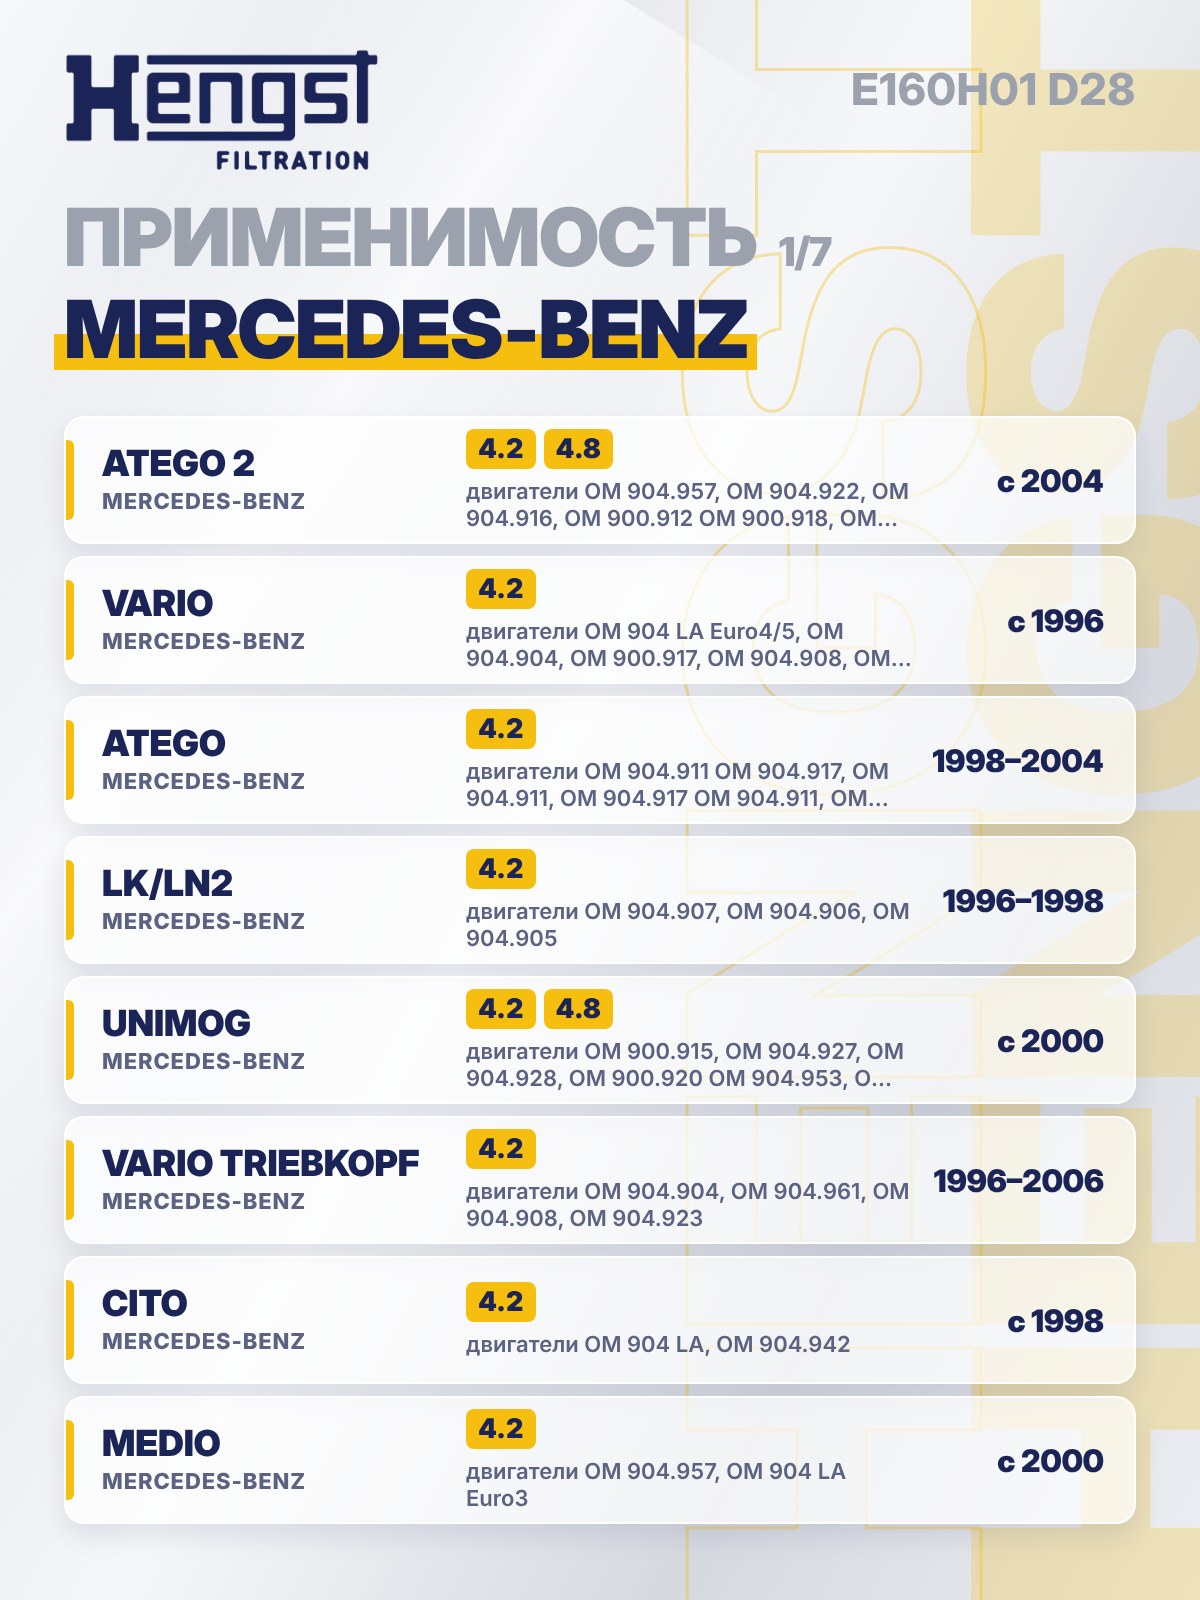 Hengst
FILTRATION
E160H01 D28
ПРИМЕНИМОСТЬ 1/7
MERCEDES-BENZ
ATEGO 2
MERCEDES-BENZ
4.2 4.8
двигатели OM 904.957, OM 904.922, OM
904.916, OM 900.912 OM 900.918, OM...
с 2004
VARIO
MERCEDES-BENZ
4.2
двигатели OM 904 LA Euro4/5, OM
904.904, OM 900.917, OM 904.908, OM...
с 1996
ATEGO
MERCEDES-BENZ
4.2
двигатели OM 904.911 OM 904.917, OM
904.911, OM 904.917 OM 904.911, OM...
1998–2004
LK/LN2
MERCEDES-BENZ
4.2
двигатели OM 904.907, OM 904.906, OM
904.905
1996–1998
UNIMOG
MERCEDES-BENZ
4.2 4.8
двигатели OM 900.915, OM 904.927, OM
904.928, OM 900.920 OM 904.953, O...
с 2000
VARIO TRIEBKOPF
MERCEDES-BENZ
4.2
двигатели OM 904.904, OM 904.961, OM
904.908, OM 904.923
1996–2006
CITO
MERCEDES-BENZ
4.2
двигатели OM 904 LA, OM 904.942
с 1998
MEDIO
MERCEDES-BENZ
4.2
двигатели OM 904.957, OM 904 LA
Euro3
с 2000
HENGST
HENGST